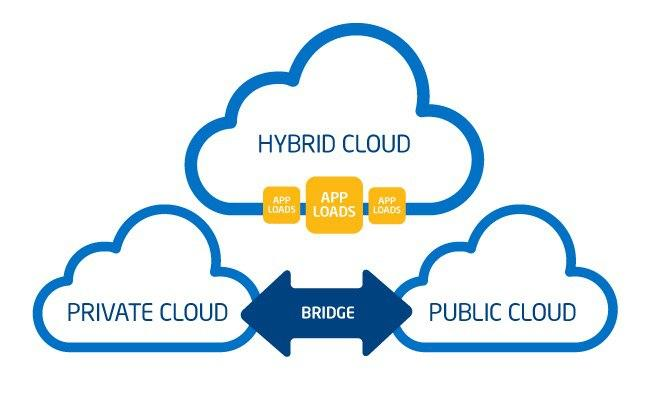 HYBRID CLOUD
APP
LOADS
APP
LOADS
APP
LOADS
PRIVATE CLOUD
BRIDGE
PUBLIC CLOUD